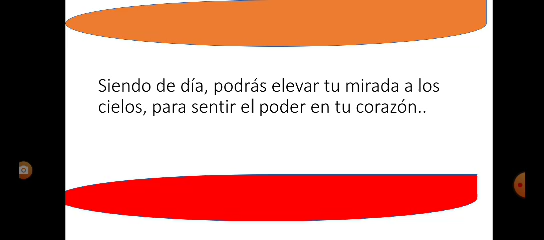 Siendo de día, podrás elevar tu mirada a los
cielos, para sentir el poder en tu corazón..